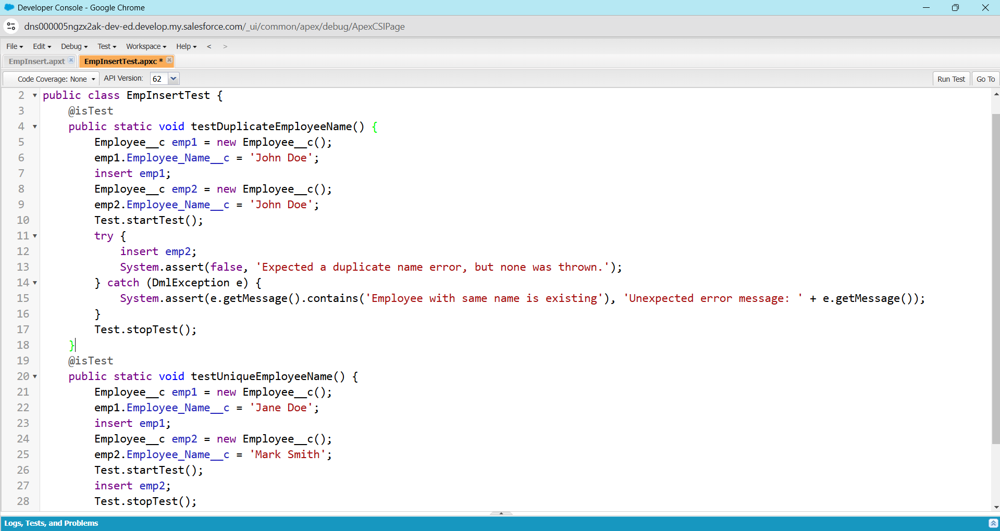 Developer Console - Google Chrome
dns000005ngzx2ak-dev-ed.develop.my.salesforce.com/_ui/common/apex/debug/ApexCSIPage
File Edit Debug Test Workspace Help < >
EmpInsert.apxt EmpInsertTest.apxc *
Code Coverage: None API Version: 62 Run Test Go To
2 public class EmpInsertTest {
3 @isTest
4 public static void testDuplicateEmployeeName() {
5 Employee__c emp1 = new Employee__c();
6 emp1.Employee_Name__c = 'John Doe';
7 insert emp1;
8 Employee__c emp2 = new Employee__c();
9 emp2.Employee_Name__c = 'John Doe';
10 Test.startTest();
11 try {
12 insert emp2;
13 System.assert(false, 'Expected a duplicate name error, but none was thrown.');
14 } catch (DmlException e) {
15 System.assert(e.getMessage().contains('Employee with same name is existing'), 'Unexpected error message: ' + e.getMessage());
16 }
17 Test.stopTest();
18 }
19 @isTest
20 public static void testUniqueEmployeeName() {
21 Employee__c emp1 = new Employee__c();
22 emp1.Employee_Name__c = 'Jane Doe';
23 insert emp1;
24 Employee__c emp2 = new Employee__c();
25 emp2.Employee_Name__c = 'Mark Smith';
26 Test.startTest();
27 insert emp2;
28 Test.stopTest();
Logs, Tests, and Problems